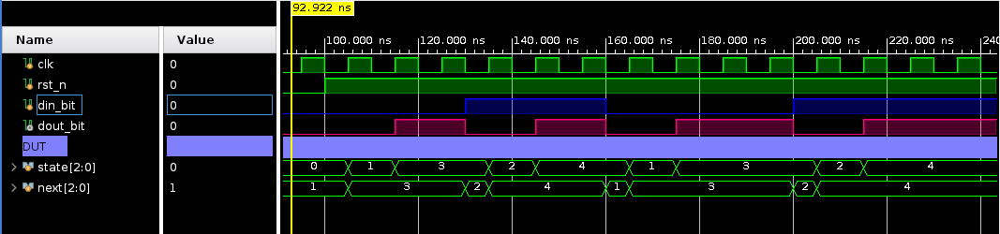 92.922 ns
Name Value
100.000 ns 120.000 ns 140.000 ns 160.000 ns 180.000 ns 200.000 ns 220.000 ns 240
clk 0
rst_n 0
din_bit 0
dout_bit 0
DUT
state[2:0] 0 0 1 3 2 4 1 3 2 4
next[2:0] 1 1 3 2 4 1 3 2 4